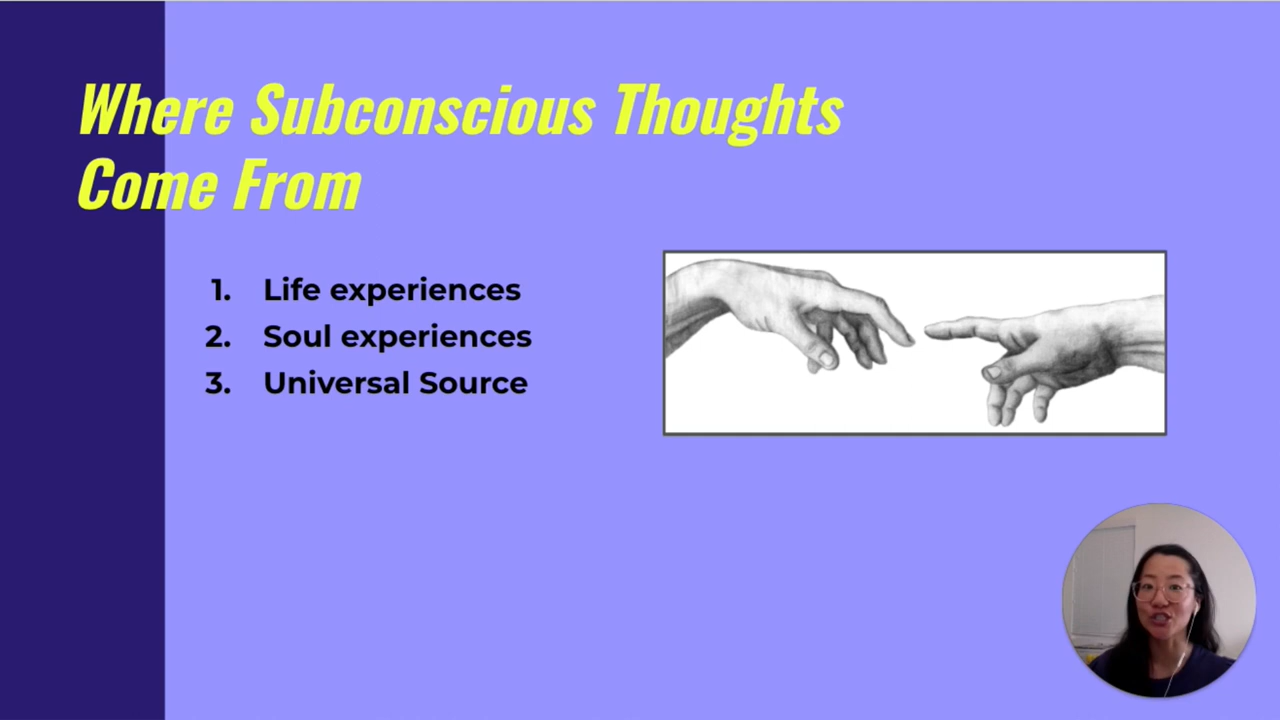 Where Subconscious Thoughts
Come From
1. Life experiences
2. Soul experiences
3. Universal Source